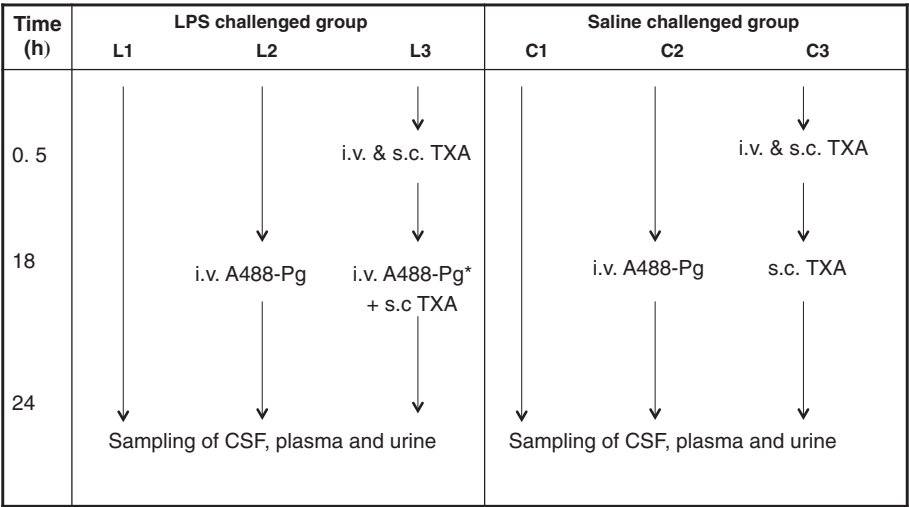 Time (h) LPS challenged group Saline challenged group
L1 L2 L3 C1 C2 C3
0. 5 i.v. & s.c. TXA i.v. & s.c. TXA
18 i.v. A488-Pg i.v. A488-Pg* i.v. A488-Pg s.c. TXA
+ s.c TXA
24
Sampling of CSF, plasma and urine Sampling of CSF, plasma and urine